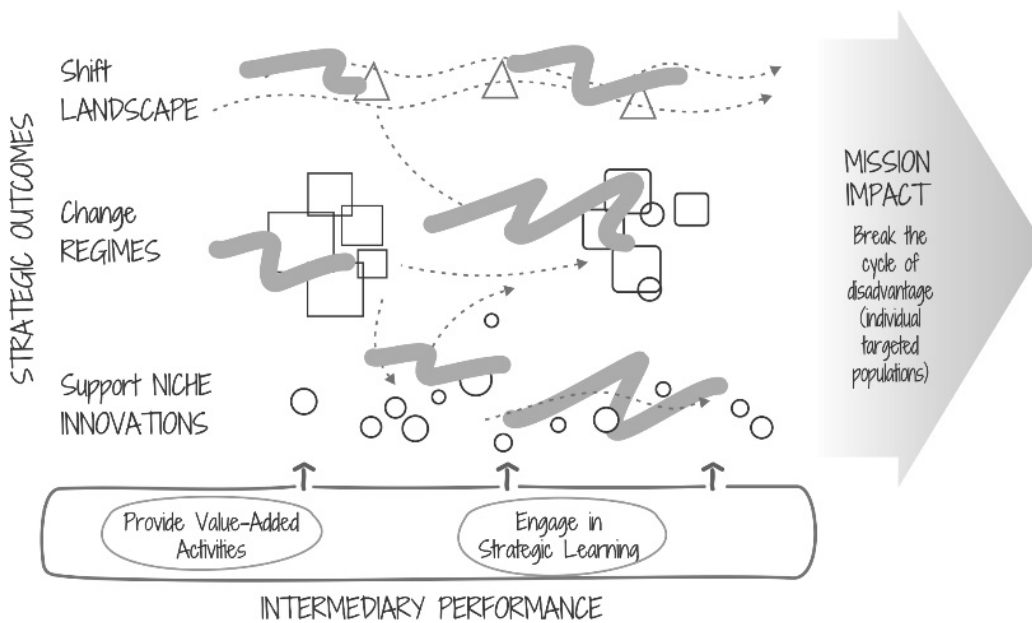 STRATEGIC OUTCOMES
Shift
LANDSCAPE
Change
REGIMES
Support NICHE
INNOVATIONS
MISSION
IMPACT
Break the
cycle of
disadvantage
(individual
targeted
populations)
Provide Value-Added
Activities
Engage in
Strategic Learning
INTERMEDIARY PERFORMANCE